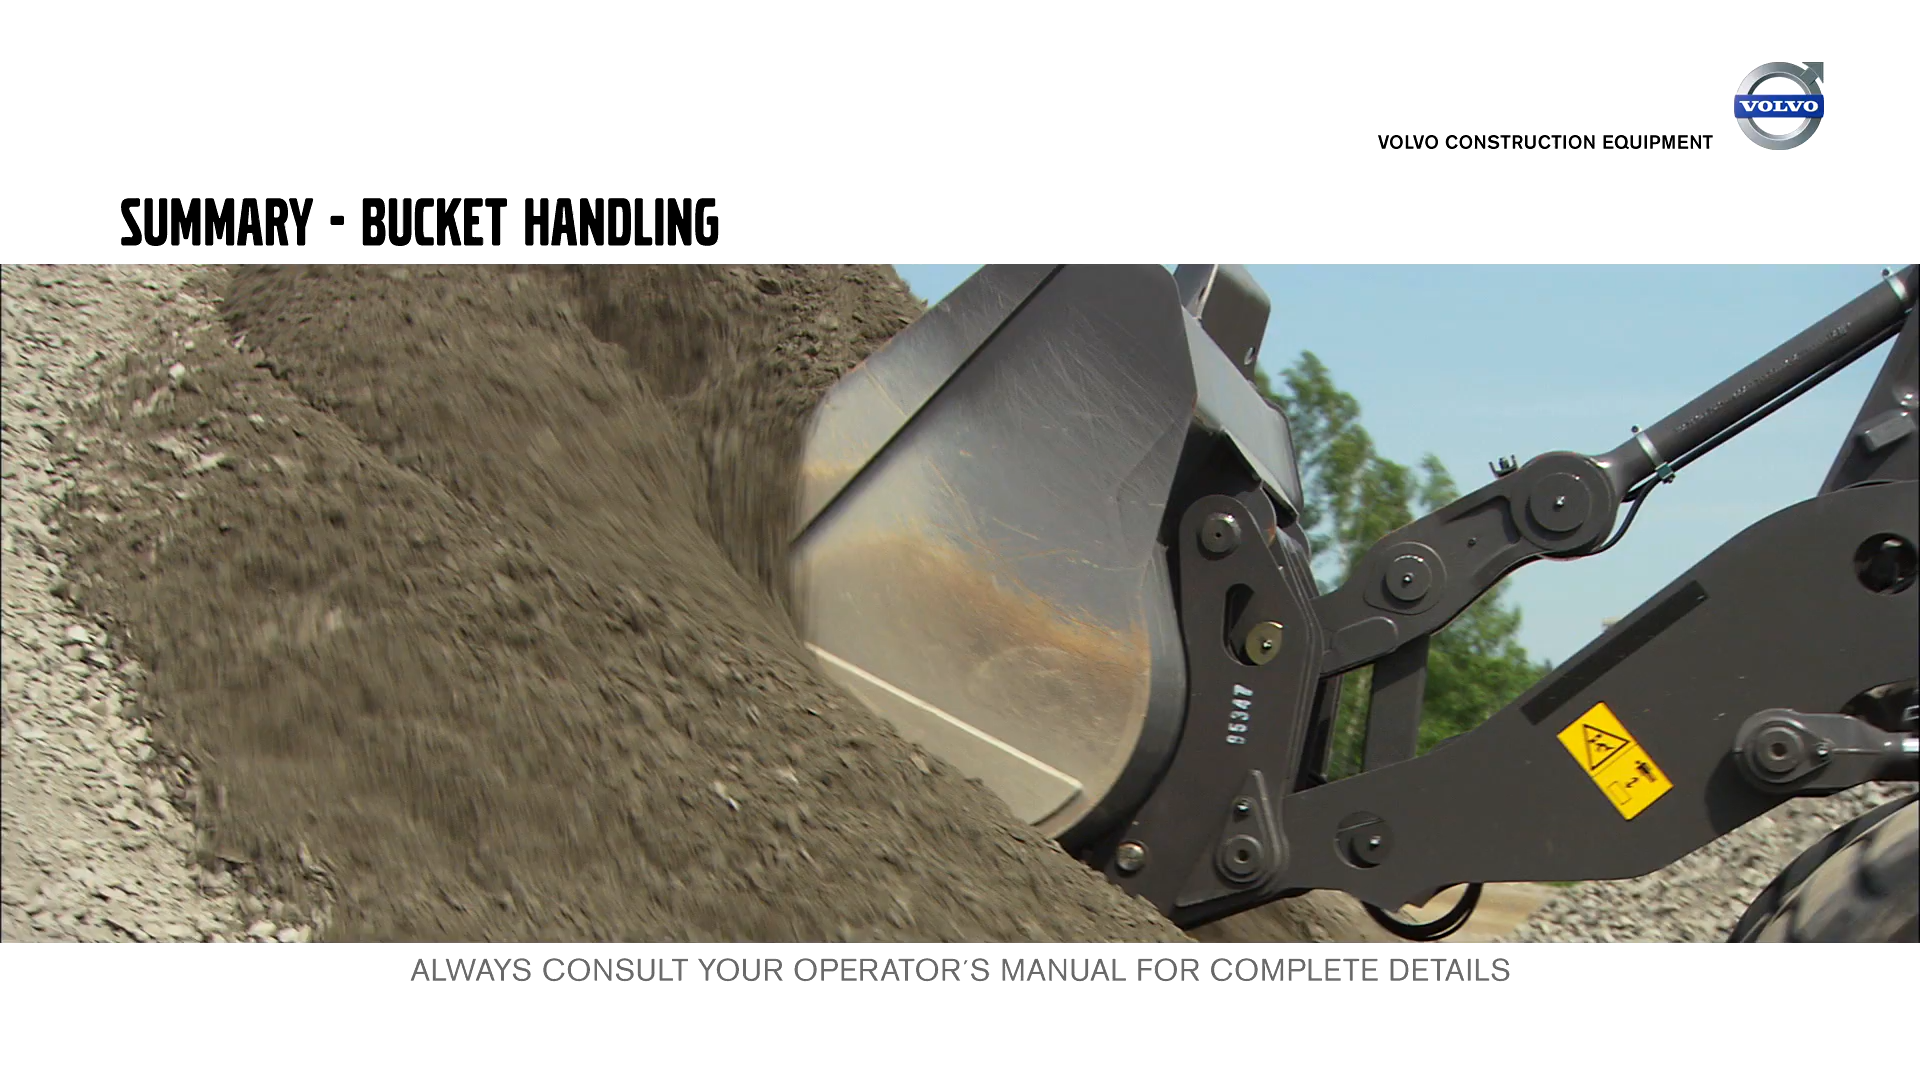 VOLVO
VOLVO CONSTRUCTION EQUIPMENT
SUMMARY - BUCKET HANDLING
95347
ALWAYS CONSULT YOUR OPERATOR´S MANUAL FOR COMPLETE DETAILS